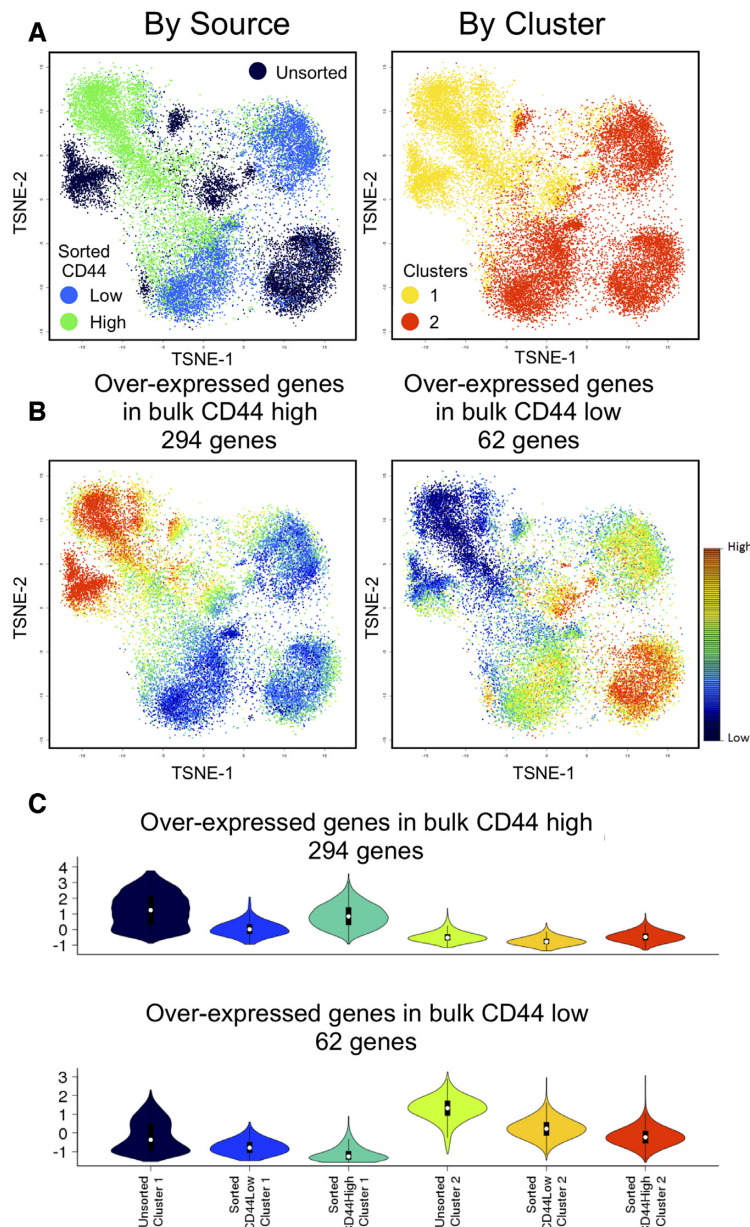 A
By Source
By Cluster
Unsorted
TSNE-2
TSNE-2
Sorted
CD44
Low
High
Clusters
1
2
TSNE-1
TSNE-1
B
Over-expressed genes
in bulk CD44 high
294 genes
Over-expressed genes
in bulk CD44 low
62 genes
TSNE-2
TSNE-2
High
Low
TSNE-1
TSNE-1
C
Over-expressed genes in bulk CD44 high
294 genes
4
3
2
1
0
-1
Over-expressed genes in bulk CD44 low
62 genes
3
2
1
0
-1
Unsorted
Cluster 1
Sorted
CD44Low
Cluster 1
Sorted
CD44High
Cluster 1
Unsorted
Cluster 2
Sorted
CD44Low
Cluster 2
Sorted
CD44High
Cluster 2